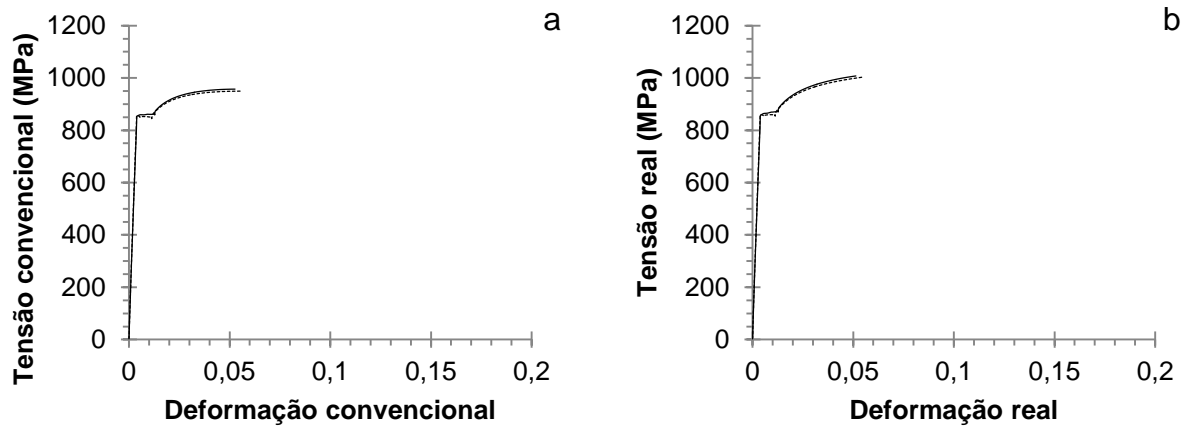 a
Tensão convencional (MPa)
1200
1000
800
600
400
200
0
0 0,05 0,1 0,15 0,2
Deformação convencional
b
Tensão real (MPa)
1200
1000
800
600
400
200
0
0 0,05 0,1 0,15 0,2
Deformação real